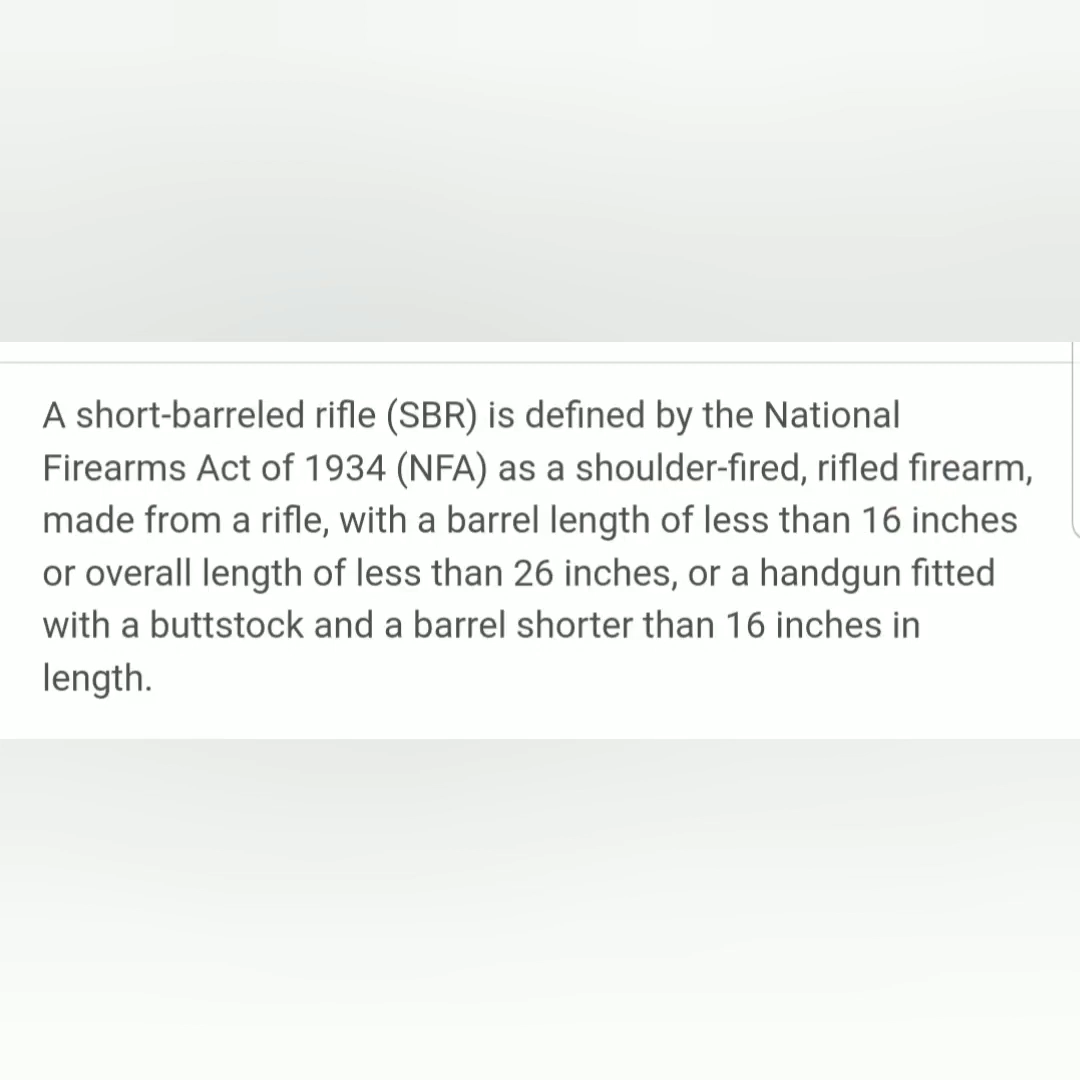 A short-barreled rifle (SBR) is defined by the National
Firearms Act of 1934 (NFA) as a shoulder-fired, rifled firearm,
made from a rifle, with a barrel length of less than 16 inches
or overall length of less than 26 inches, or a handgun fitted
with a buttstock and a barrel shorter than 16 inches in
length.